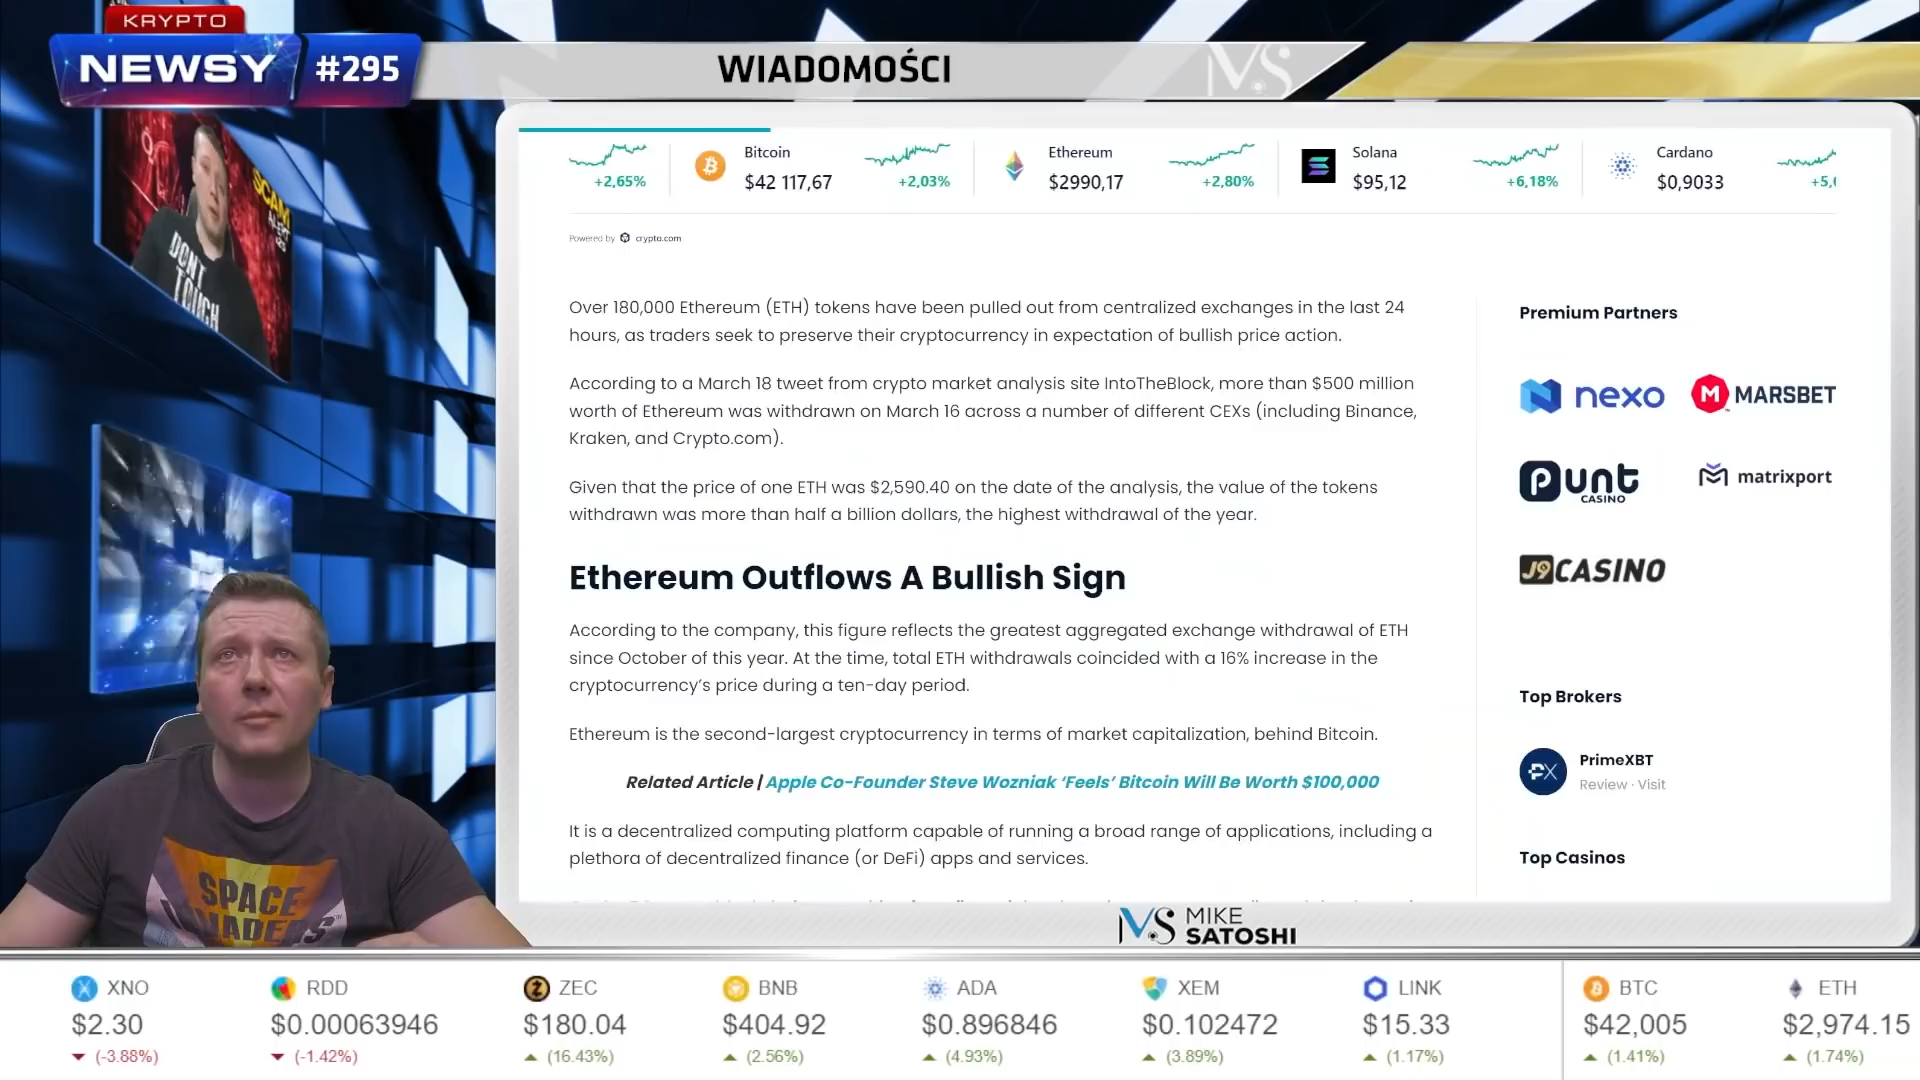 KRYPTO
NEWSY #295
WIADOMOŚCI
MS
SCAM
ALERT
DON'T
TOUCH
+2,65%
Bitcoin
$42 117,67
+2,03%
Ethereum
$2990,17
+2,80%
Solana
$95,12
+6,18%
Cardano
$0,9033
Powered by crypto.com
Over 180,000 Ethereum (ETH) tokens have been pulled out from centralized exchanges in the last 24
hours, as traders seek to preserve their cryptocurrency in expectation of bullish price action.
According to a March 18 tweet from crypto market analysis site IntoTheBlock, more than $500 million
worth of Ethereum was withdrawn on March 16 across a number of different CEXs (including Binance,
Kraken, and Crypto.com).
Given that the price of one ETH was $2,590.40 on the date of the analysis, the value of the tokens
withdrawn was more than half a billion dollars, the highest withdrawal of the year.
Ethereum Outflows A Bullish Sign
According to the company, this figure reflects the greatest aggregated exchange withdrawal of ETH
since October of this year. At the time, total ETH withdrawals coincided with a 16% increase in the
cryptocurrency’s price during a ten-day period.
Ethereum is the second-largest cryptocurrency in terms of market capitalization, behind Bitcoin.
Related Article | Apple Co-Founder Steve Wozniak ‘Feels’ Bitcoin Will Be Worth $100,000
It is a decentralized computing platform capable of running a broad range of applications, including a
plethora of decentralized finance (or DeFi) apps and services.
Premium Partners
nexo
M MARSBET
Punt
CASINO
matrixport
J9CASINO
Top Brokers
PrimeXBT
Review · Visit
Top Casinos
SPACE
INVADERS
MS MIKE
SATOSHI
XNO
$2.30
(-3.88%)
RDD
$0.00063946
(-1.42%)
ZEC
$180.04
(16.43%)
BNB
$404.92
(2.56%)
ADA
$0.896846
(4.93%)
XEM
$0.102472
(3.89%)
LINK
$15.33
(1.17%)
BTC
$42,005
(1.41%)
ETH
$2,974.15
(1.74%)